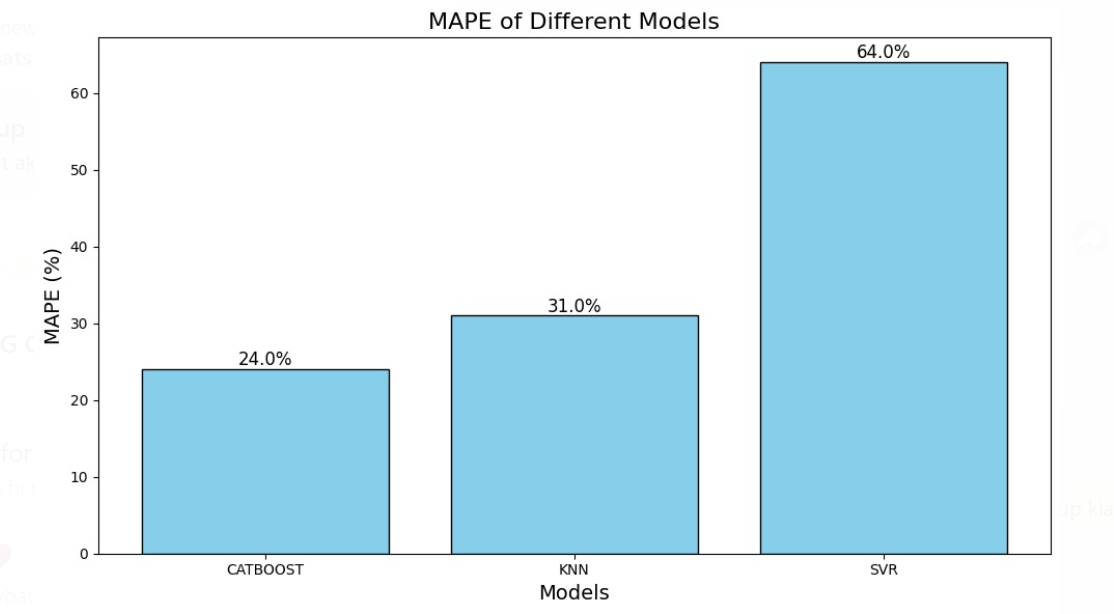 MAPE of Different Models
64.0%
60
50
40
MAPE (%)
31.0%
30
24.0%
20
10
0
CATBOOST KNN SVR
Models